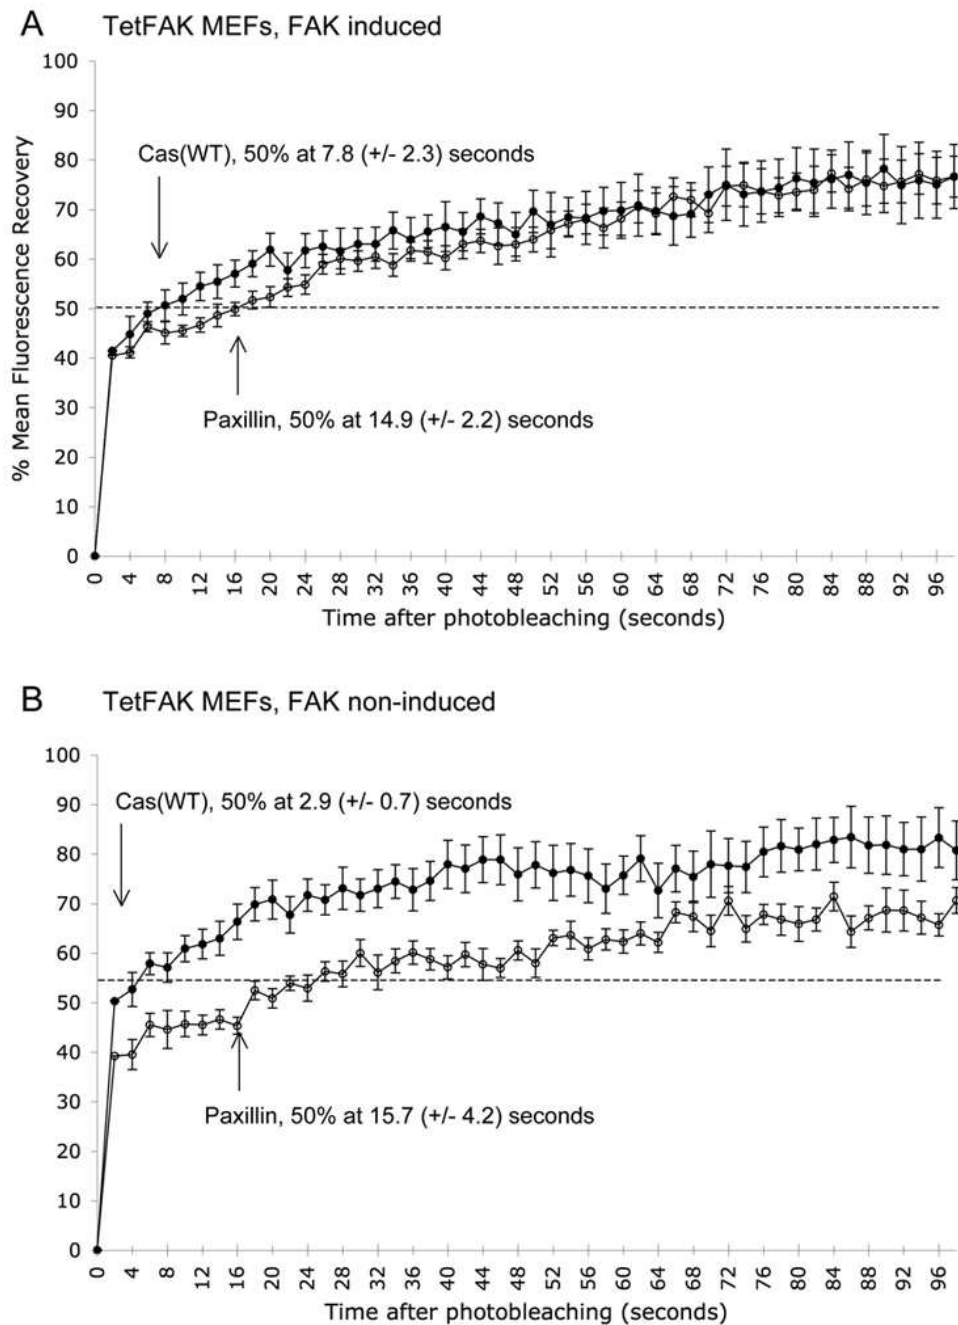 A TetFAK MEFs, FAK induced
100
90
80
70
60
50
40
30
20
10
0
% Mean Fluorescence Recovery
Cas(WT), 50% at 7.8 (+/- 2.3) seconds
Paxillin, 50% at 14.9 (+/- 2.2) seconds
0 4 8 12 16 20 24 28 32 36 40 44 48 52 56 60 64 68 72 76 80 84 88 92 96
Time after photobleaching (seconds)
B TetFAK MEFs, FAK non-induced
100
90
80
70
60
50
40
30
20
10
0
Cas(WT), 50% at 2.9 (+/- 0.7) seconds
Paxillin, 50% at 15.7 (+/- 4.2) seconds
0 4 8 12 16 20 24 28 32 36 40 44 48 52 56 60 64 68 72 76 80 84 88 92 96
Time after photobleaching (seconds)